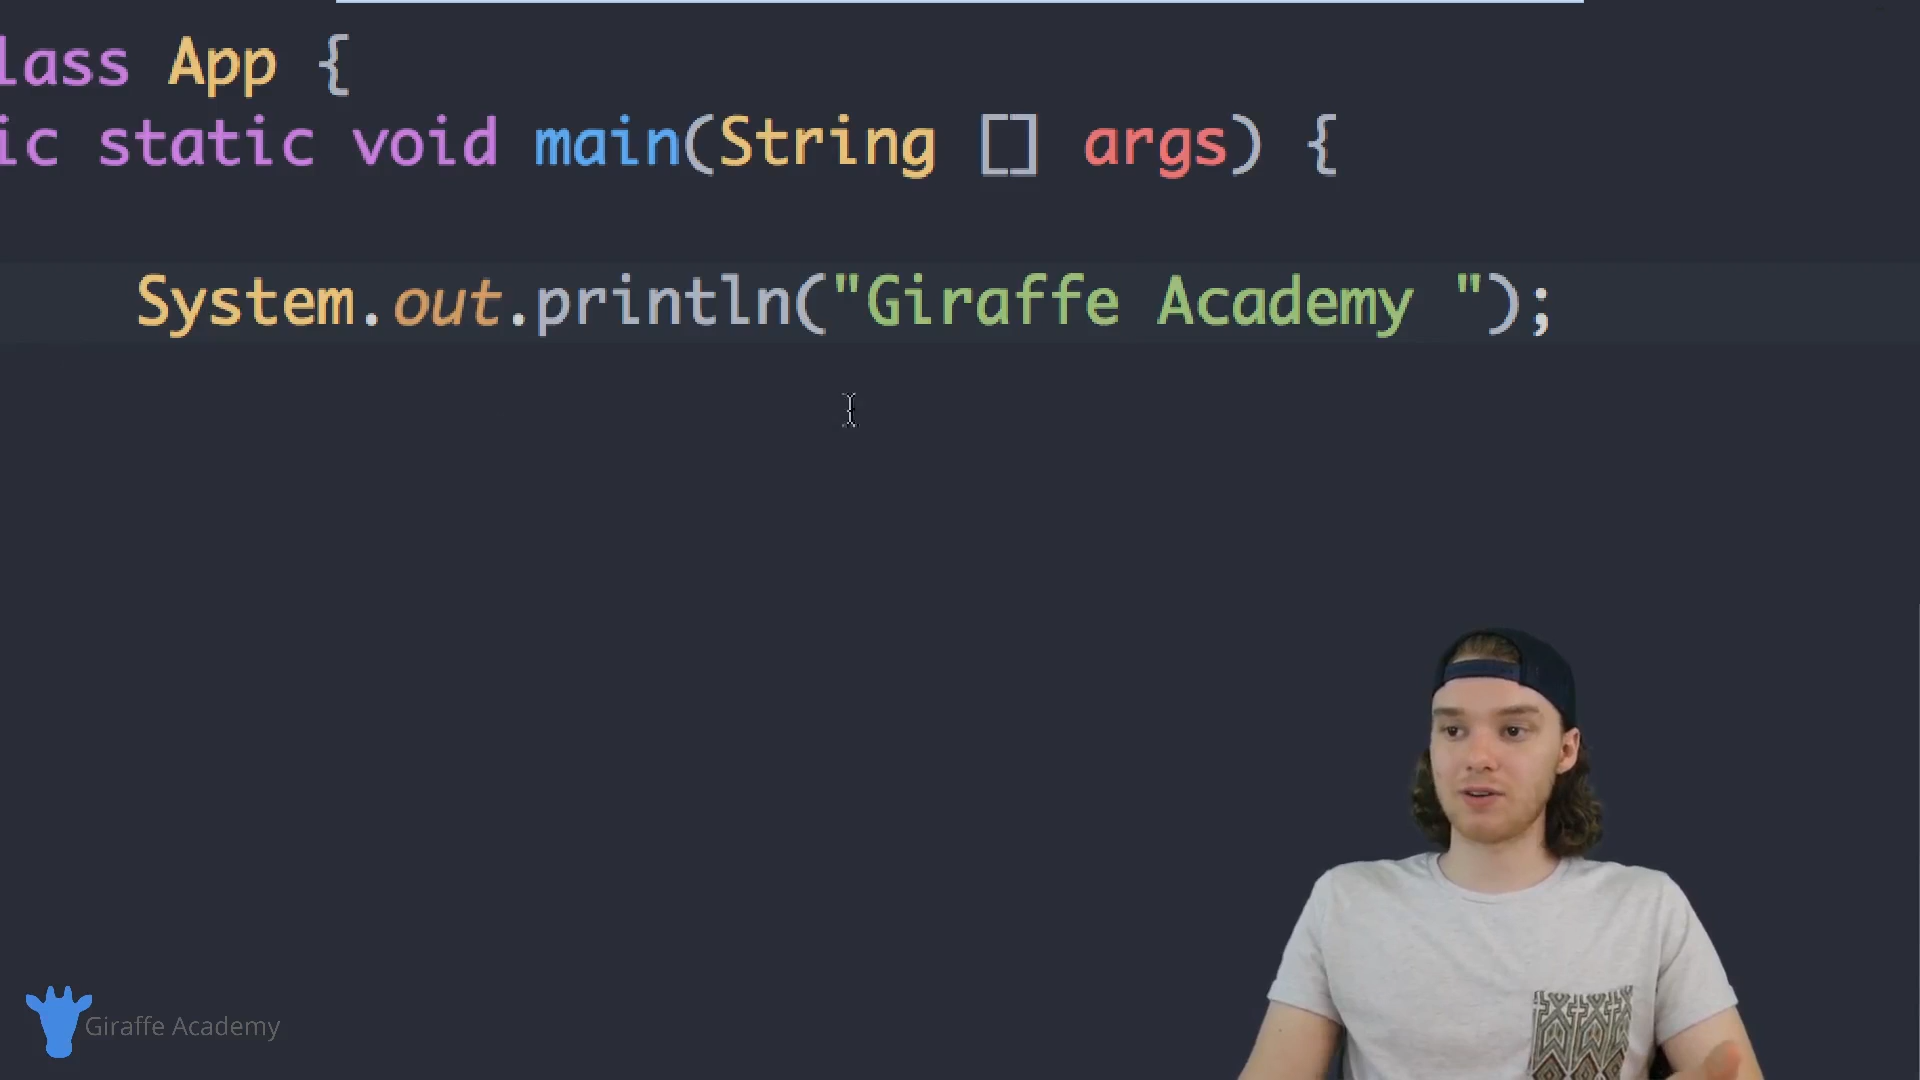 lass App {
ic static void main(String [] args) {
System.out.println("Giraffe Academy ");
Giraffe Academy